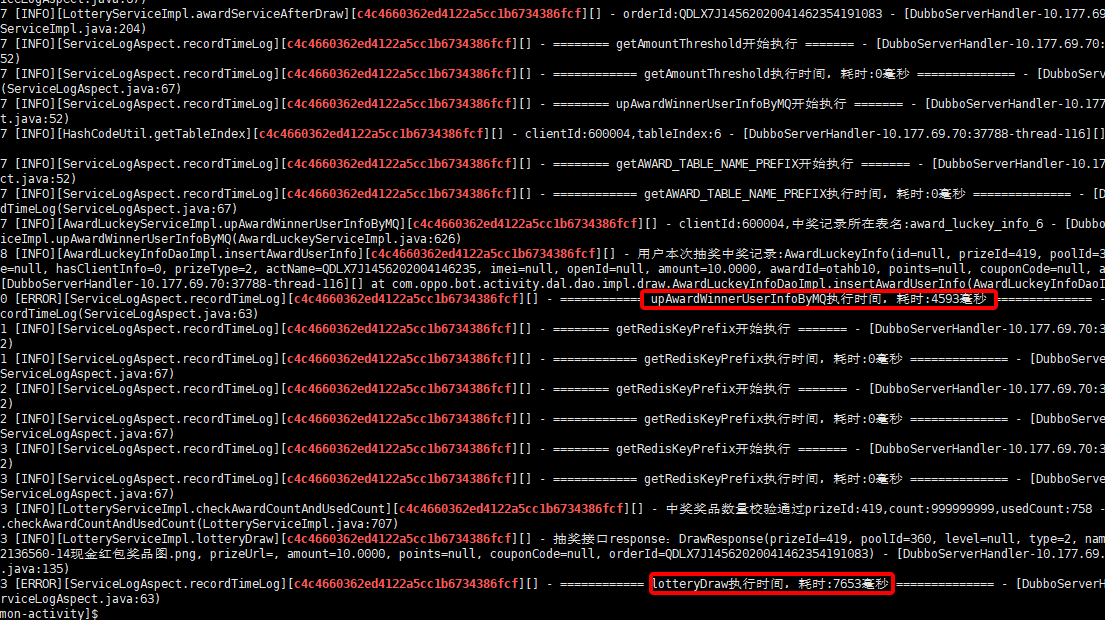 7 [INFO][LotteryServiceImpl.awardServiceAfterDraw][c4c4660362ed4122a5cc1b6734386fcf][] - orderId:QDLX7J14562020041462354191083 - [DubboServerHandler-10.177.69
ServiceImpl.java:204)
7 [INFO][ServiceLogAspect.recordTimeLog][c4c4660362ed4122a5cc1b6734386fcf][] - ======== getAmountThreshold开始执行 ======= - [DubboServerHandler-10.177.69.70:
52)
7 [INFO][ServiceLogAspect.recordTimeLog][c4c4660362ed4122a5cc1b6734386fcf][] - ============ getAmountThreshold执行时间, 耗时:0毫秒 ============== - [DubboServ
(ServiceLogAspect.java:67)
7 [INFO][ServiceLogAspect.recordTimeLog][c4c4660362ed4122a5cc1b6734386fcf][] - ======== upAwardWinnerUserInfoByMQ开始执行 ======= - [DubboServerHandler-10.177
t.java:52)
7 [INFO][HashCodeUtil.getTableIndex][c4c4660362ed4122a5cc1b6734386fcf][] - clientId:600004,tableIndex:6 - [DubboServerHandler-10.177.69.70:37788-thread-116][]
7 [INFO][ServiceLogAspect.recordTimeLog][c4c4660362ed4122a5cc1b6734386fcf][] - ======== getAWARD_TABLE_NAME_PREFIX开始执行 ======= - [DubboServerHandler-10.17
ct.java:52)
7 [INFO][ServiceLogAspect.recordTimeLog][c4c4660362ed4122a5cc1b6734386fcf][] - ============ getAWARD_TABLE_NAME_PREFIX执行时间, 耗时:0毫秒 ============== - [D
dTimeLog(ServiceLogAspect.java:67)
7 [INFO][AwardLuckeyServiceImpl.upAwardWinnerUserInfoByMQ][c4c4660362ed4122a5cc1b6734386fcf][] - clientId:600004,中奖记录所在表名:award_luckey_info_6 - [Dubbo
iceImpl.upAwardWinnerUserInfoByMQ(AwardLuckeyServiceImpl.java:626)
8 [INFO][AwardLuckeyInfoDaoImpl.insertAwardUserInfo][c4c4660362ed4122a5cc1b6734386fcf][] - 用户本次抽奖中奖记录:AwardLuckeyInfo(id=null, prizeId=419, poolId=3
e=null, hasClientInfo=0, prizeType=2, actName=QDLX7J1456202004146235, imei=null, openId=null, amount=10.0000, awardId=otahb10, points=null, couponCode=null, a
[DubboServerHandler-10.177.69.70:37788-thread-116][] at com.oppo.bot.activity.dal.dao.impl.draw.AwardLuckeyInfoDaoImpl.insertAwardUserInfo(AwardLuckeyInfoDaoI
0 [ERROR][ServiceLogAspect.recordTimeLog][c4c4660362ed4122a5cc1b6734386fcf][] - ============ upAwardWinnerUserInfoByMQ执行时间, 耗时:4593毫秒 ============== -
cordTimeLog(ServiceLogAspect.java:63)
1 [INFO][ServiceLogAspect.recordTimeLog][c4c4660362ed4122a5cc1b6734386fcf][] - ======== getRedisKeyPrefix开始执行 ======= - [DubboServerHandler-10.177.69.70:3
2)
1 [INFO][ServiceLogAspect.recordTimeLog][c4c4660362ed4122a5cc1b6734386fcf][] - ============ getRedisKeyPrefix执行时间, 耗时:0毫秒 ============== - [DubboServe
ServiceLogAspect.java:67)
2 [INFO][ServiceLogAspect.recordTimeLog][c4c4660362ed4122a5cc1b6734386fcf][] - ======== getRedisKeyPrefix开始执行 ======= - [DubboServerHandler-10.177.69.70:3
2)
2 [INFO][ServiceLogAspect.recordTimeLog][c4c4660362ed4122a5cc1b6734386fcf][] - ============ getRedisKeyPrefix执行时间, 耗时:0毫秒 ============== - [DubboServe
ServiceLogAspect.java:67)
3 [INFO][ServiceLogAspect.recordTimeLog][c4c4660362ed4122a5cc1b6734386fcf][] - ======== getRedisKeyPrefix开始执行 ======= - [DubboServerHandler-10.177.69.70:3
2)
3 [INFO][ServiceLogAspect.recordTimeLog][c4c4660362ed4122a5cc1b6734386fcf][] - ============ getRedisKeyPrefix执行时间, 耗时:0毫秒 ============== - [DubboServe
ServiceLogAspect.java:67)
3 [INFO][LotteryServiceImpl.checkAwardCountAndUsedCount][c4c4660362ed4122a5cc1b6734386fcf][] - 中奖奖品数量校验通过prizeId:419,count:999999999,usedCount:758 -
.checkAwardCountAndUsedCount(LotteryServiceImpl.java:707)
3 [INFO][LotteryServiceImpl.lotteryDraw][c4c4660362ed4122a5cc1b6734386fcf][] - 抽奖接口response: DrawResponse(prizeId=419, poolId=360, level=null, type=2, nam
2136560-14现金红包奖品图.png, prizeUrl=, amount=10.0000, points=null, couponCode=null, orderId=QDLX7J14562020041462354191083) - [DubboServerHandler-10.177.69.
.java:135)
3 [ERROR][ServiceLogAspect.recordTimeLog][c4c4660362ed4122a5cc1b6734386fcf][] - ============ lotteryDraw执行时间, 耗时:7653毫秒 ============== - [DubboServerH
rviceLogAspect.java:63)
mon-activity]$